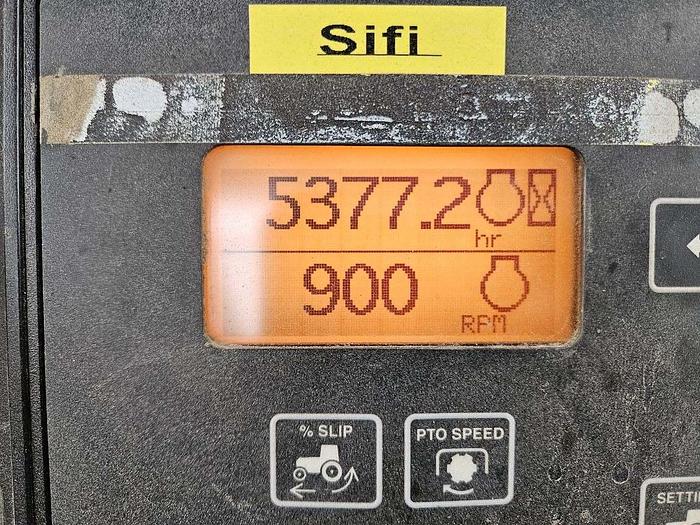 Sifi
5377.2
hr
900
RPM
% SLIP
PTO SPEED